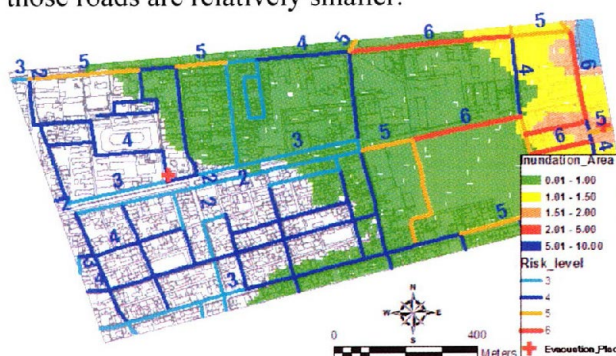 those roads are relatively smaller.
3 2 5 5 4 5 6 5
4 6
4 3 5 6 6 5 4
3 2 2
2
4 5
3
Inundation_Area
0.01 - 1.00
1.01 - 1.50
1.51 - 2.00
2.01 - 5.00
5.01 - 10.00
Risk_level
3
4
5
6
Evacuation_Plac
N
W E
S
0 400
Meters